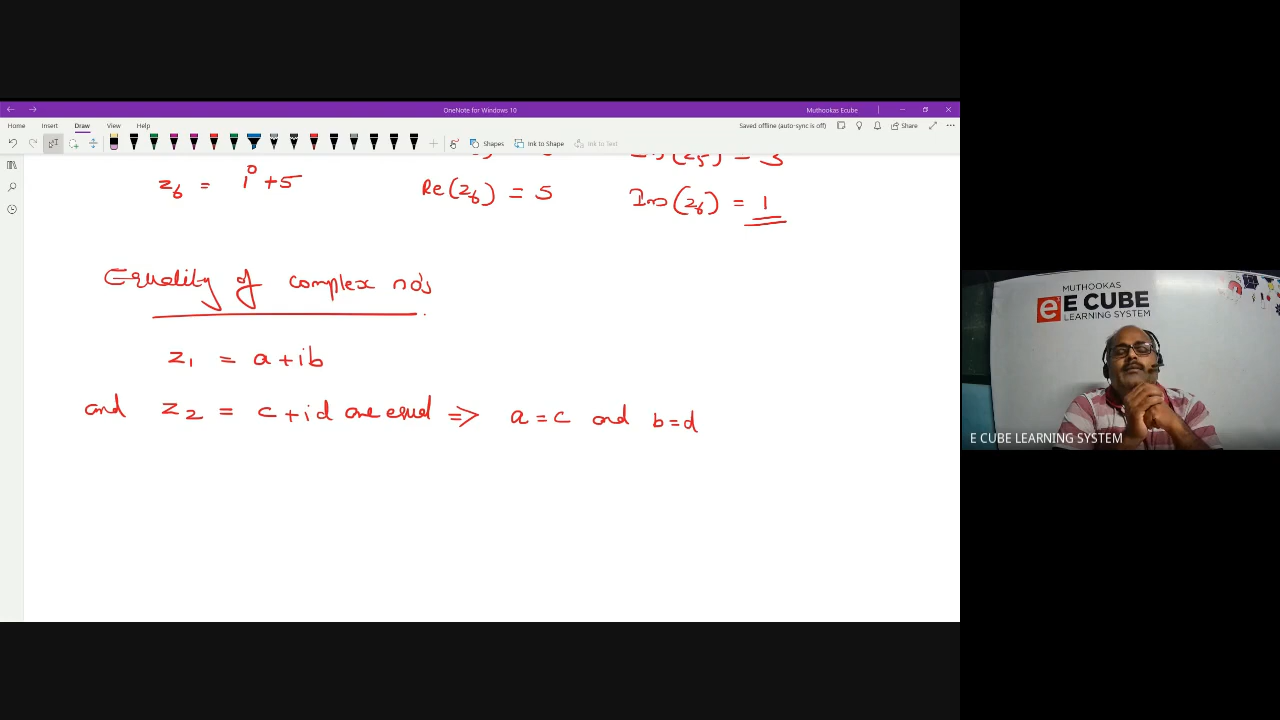 OneNote for Windows 10
Muthookas Ecube
Home Insert Draw View Help
Saved offline (auto-sync is off)
Share
Shapes
Ink to Shape
Ink to Text
z₆ = i+5
Re(z₆) = 5
Im(z₆) = 1
Equality of complex no's
z₁ = a+ib
and z₂ = c+id are equal ⇒ a=c and b=d
MUTHOOKAS
e E CUBE
LEARNING SYSTEM
E CUBE LEARNING SYSTEM